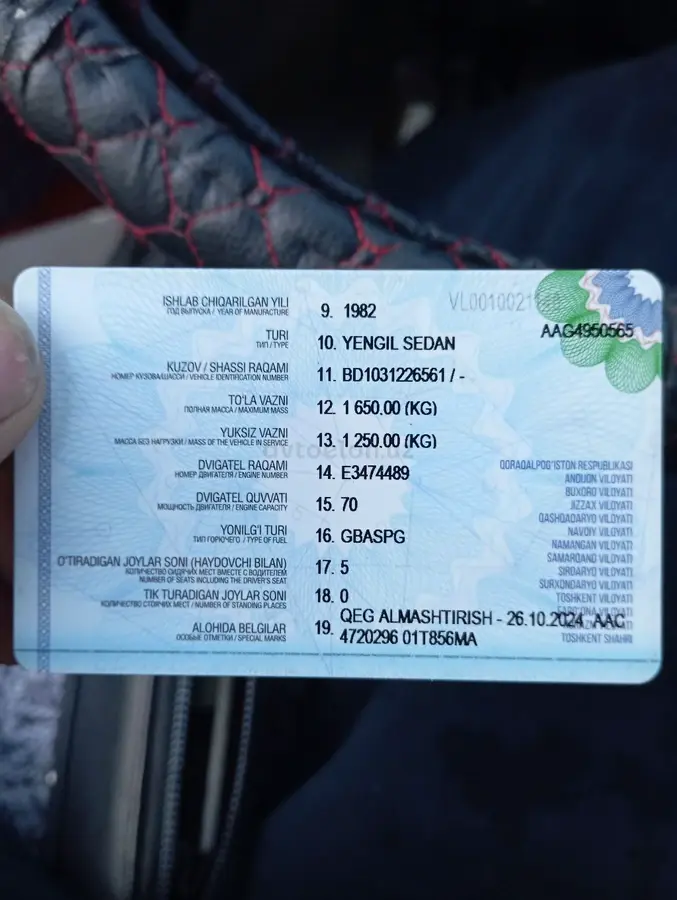 VL0010021
AAG4950565
ISHLAB CHIQARILGAN YILI 9. 1982
ГОД ВЫПУСКА / YEAR OF MANUFACTURE
TURI 10. YENGIL SEDAN
ТИП / TYPE
KUZOV / SHASSI RAQAMI 11. BD1031226561 / -
НОМЕР КУЗОВА/ШАССИ / VEHICLE IDENTIFICATION NUMBER
TO'LA VAZNI 12. 1 650.00 (KG)
ПОЛНАЯ МАССА / MAXIMUM MASS
YUKSIZ VAZNI 13. 1 250.00 (KG)
МАССА БЕЗ НАГРУЗКИ / MASS OF THE VEHICLE IN SERVICE
avtoelon.uz
DVIGATEL RAQAMI 14. E3474489
НОМЕР ДВИГАТЕЛЯ / ENGINE NUMBER
DVIGATEL QUVVATI 15. 70
МОЩНОСТЬ ДВИГАТЕЛЯ / ENGINE CAPACITY
YONILG'I TURI 16. GBASPG
ТИП ГОРЮЧЕГО / TYPE OF FUEL
O'TIRADIGAN JOYLAR SONI (HAYDOVCHI BILAN) 17. 5
КОЛИЧЕСТВО СИДЯЧИХ МЕСТ ВМЕСТЕ С ВОДИТЕЛЕМ
NUMBER OF SEATS INCLUDING THE DRIVER'S SEAT
TIK TURADIGAN JOYLAR SONI 18. 0
КОЛИЧЕСТВО СТОЯЧИХ МЕСТ / NUMBER OF STANDING PLACES
ALOHIDA BELGILAR 19. QEG ALMASHTIRISH - 26.10.2024 AAC
ОСОБЫЕ ОТМЕТКИ / SPECIAL MARKS
4720296 01T856MA
QORAQALPOG'ISTON RESPUBLIKASI
ANDIJON VILOYATI
BUXORO VILOYATI
JIZZAX VILOYATI
QASHQADARYO VILOYATI
NAVOIY VILOYATI
NAMANGAN VILOYATI
SAMARQAND VILOYATI
SIRDARYO VILOYATI
SURXONDARYO VILOYATI
TOSHKENT VILOYATI
FARG'ONA VILOYATI
VILOYATI
TOSHKENT SHAHRI